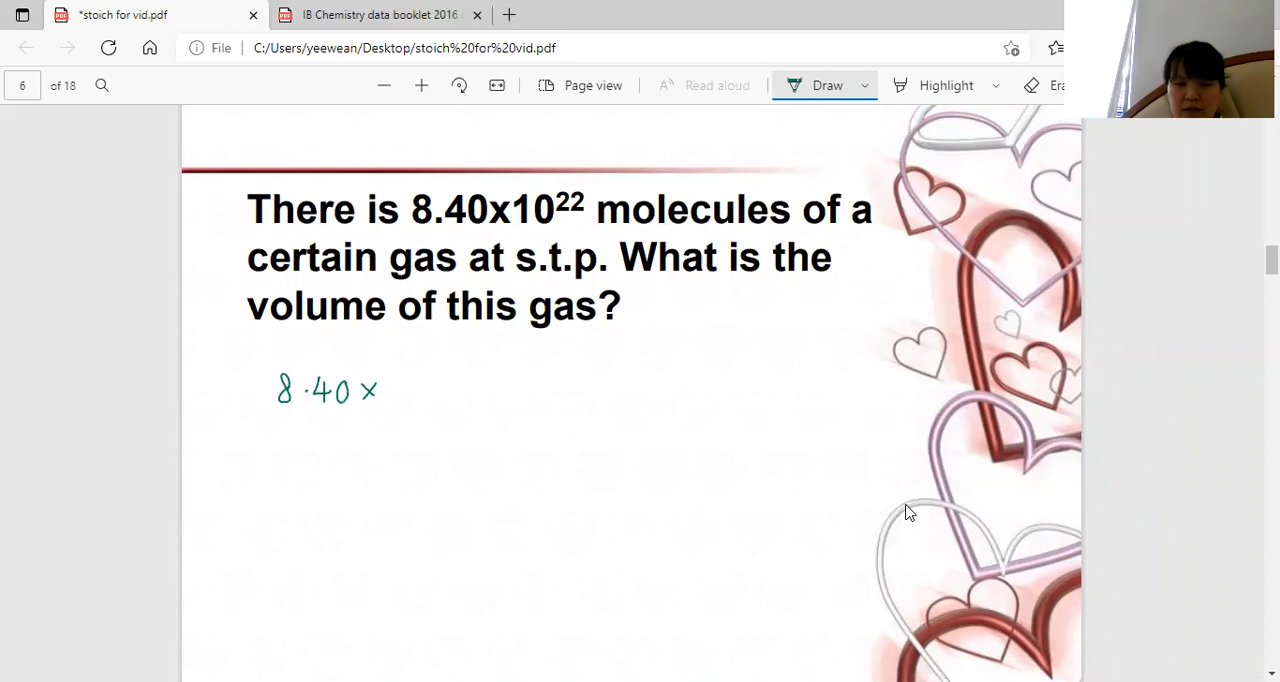 *stoich for vid.pdf
IB Chemistry data booklet 2016
File
C:/Users/yeewean/Desktop/stoich%20for%20vid.pdf
6 of 18
Page view
Read aloud
Draw
Highlight
Era
There is 8.40x10²² molecules of a
certain gas at s.t.p. What is the
volume of this gas?
8.40 ×